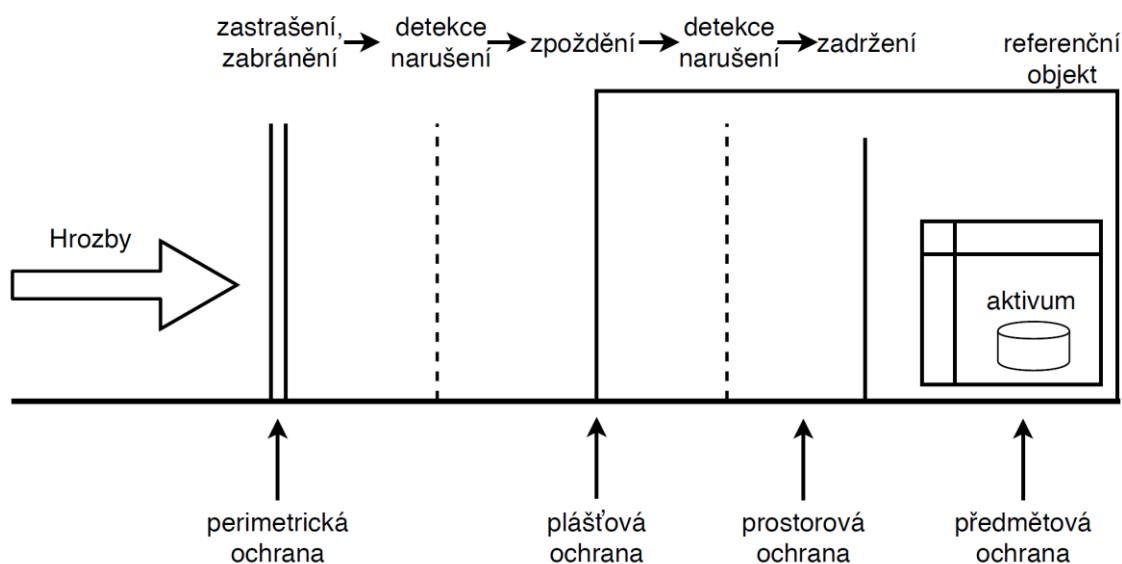 zastrašení,
zabránění
detekce
narušení
zpoždění
detekce
narušení
zadržení
referenční
objekt
Hrozby
aktivum
perimetrická
ochrana
plášťová
ochrana
prostorová
ochrana
předmětová
ochrana